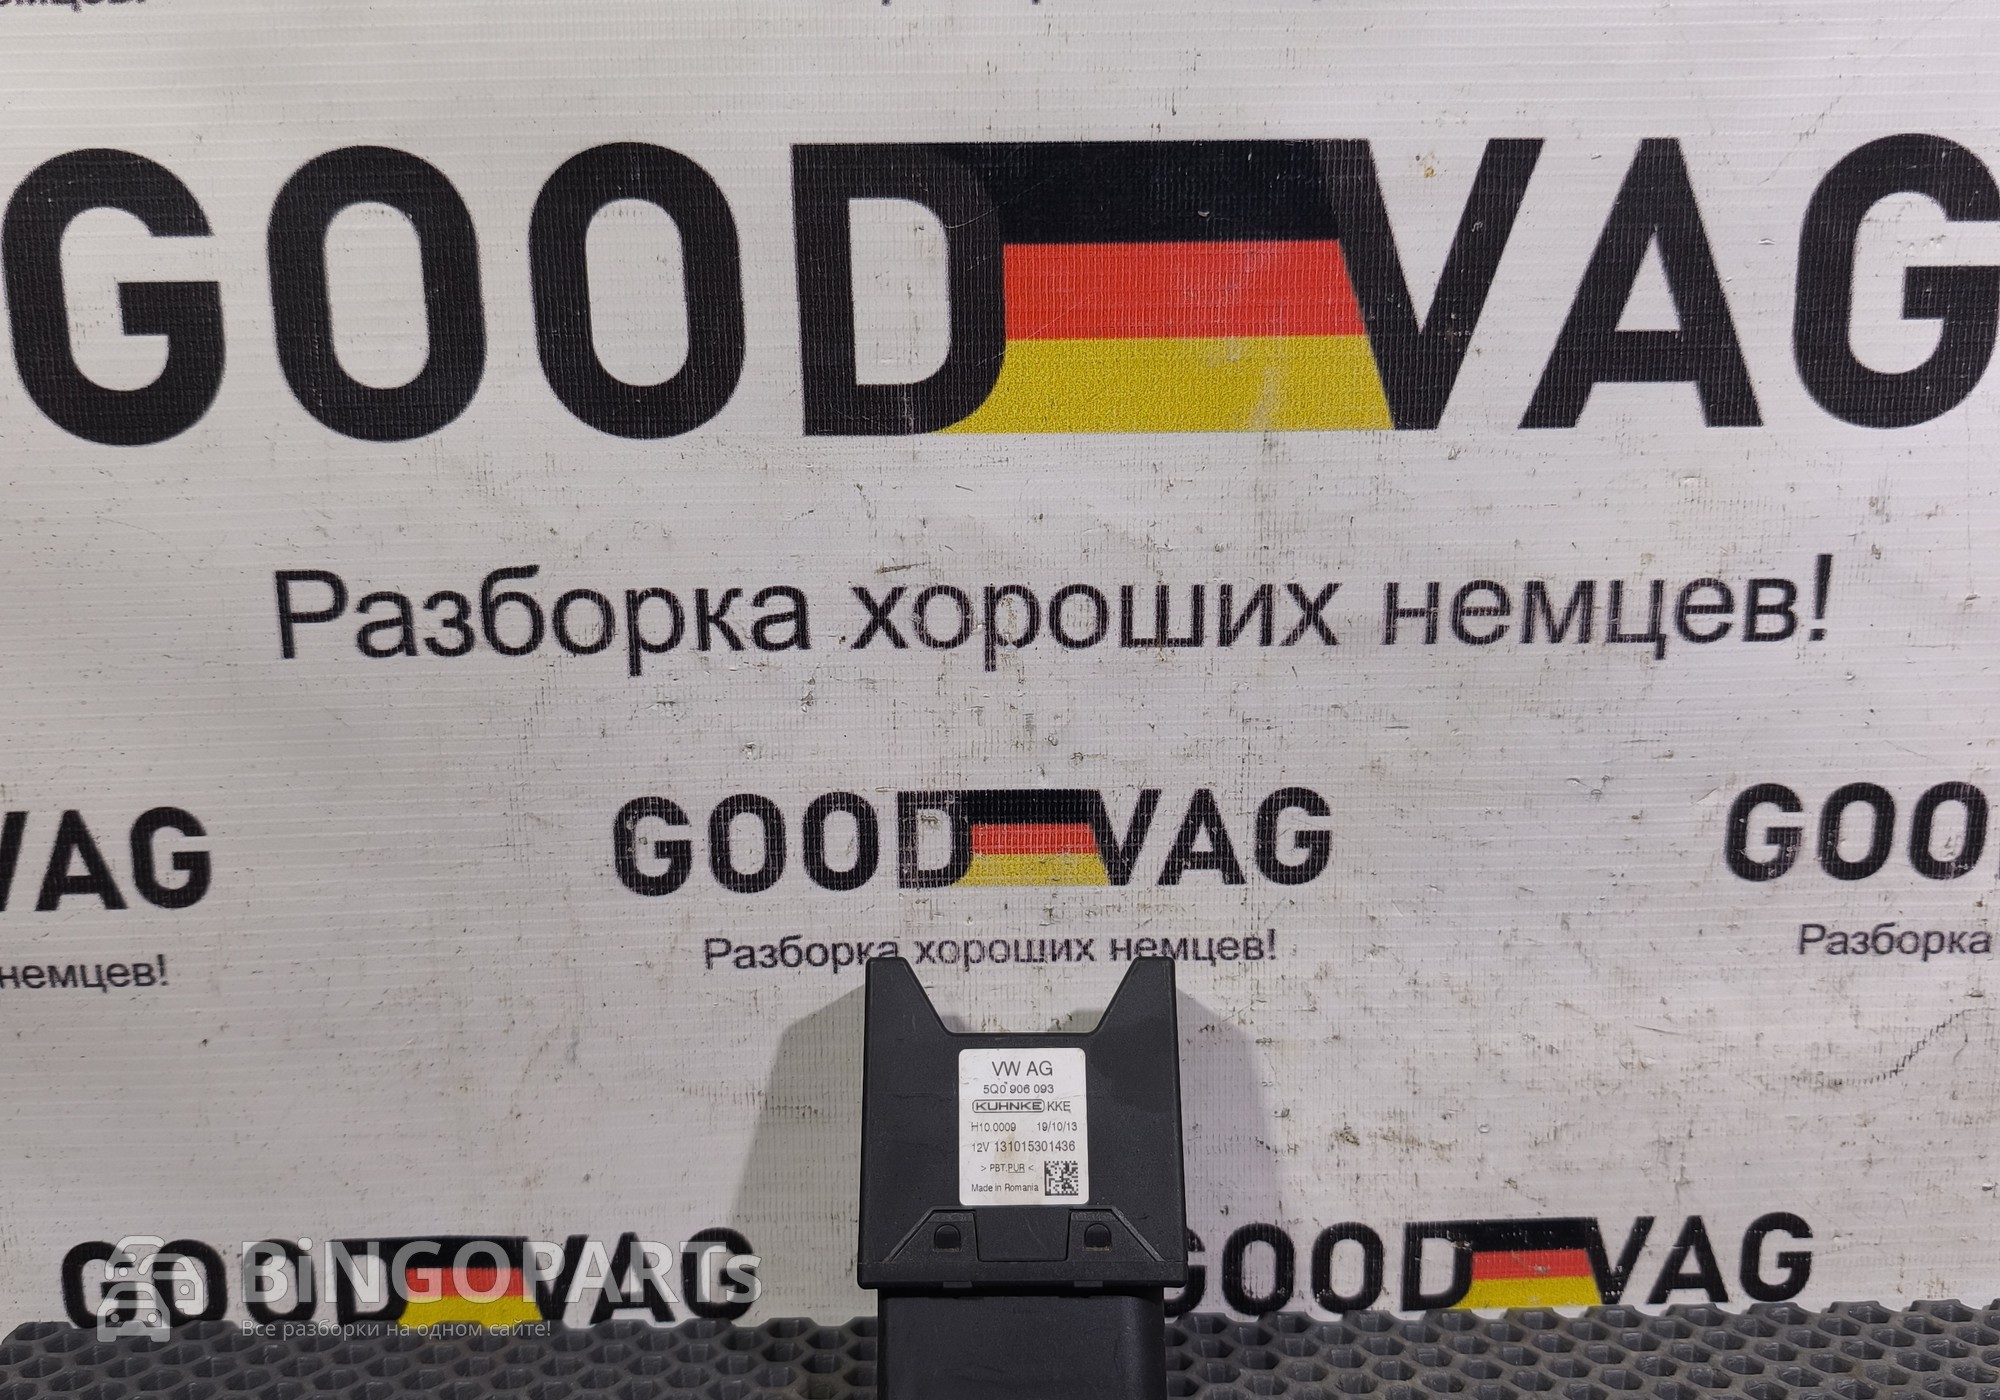 GOOD VAG
Разборка хороших немцев!
VAG
немцев!
GOOD VAG
Разборка хороших немцев!
GOO
Разборка
VW AG
5Q0 906 093
KUHNKE KKE
H10.0009 19/10/13
12V 131015301436
> PBT PUR <
Made in Romania
GOOD VAG
BiNGOPARTs
Все разборки на одном сайте!
GOOD VAG